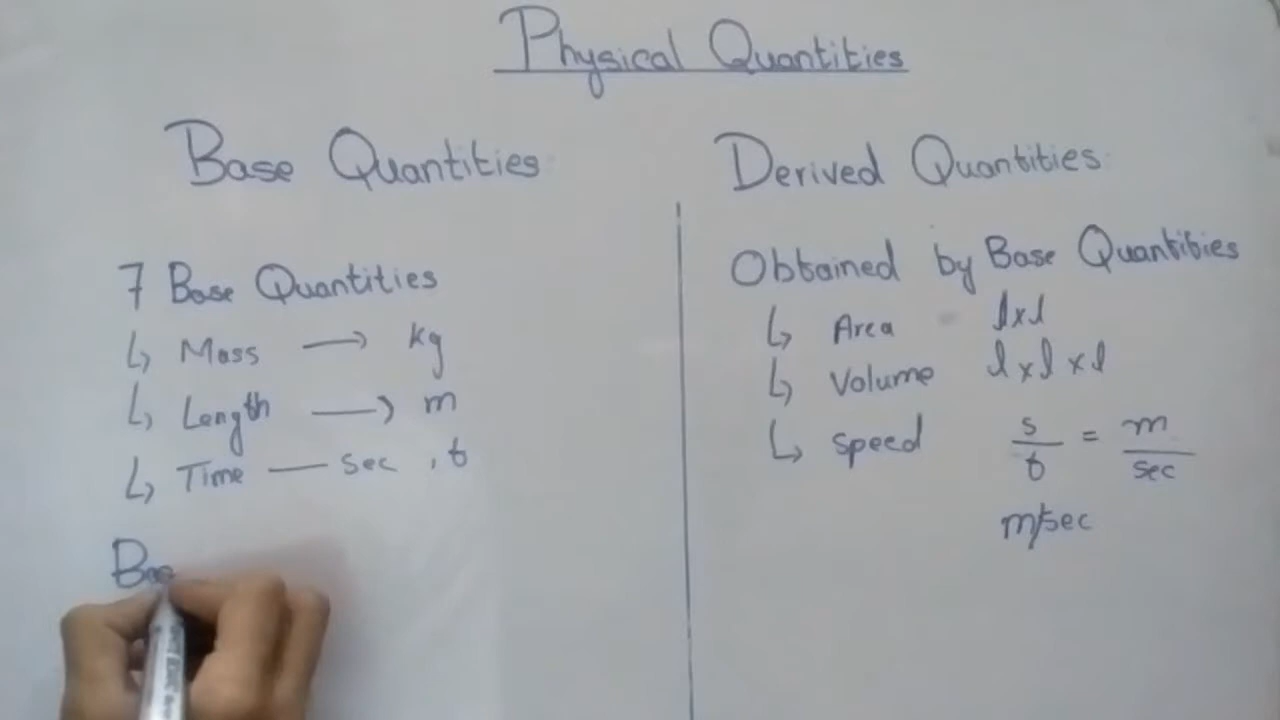 Physical Quantities
Base Quantities
7 Base Quantities
↳ Mass → kg
↳ Length → m
↳ Time — sec , t
Derived Quantities
Obtained by Base Quantities
↳ Area l×l
↳ Volume l×l×l
↳ Speed s/t = m/sec
m/sec